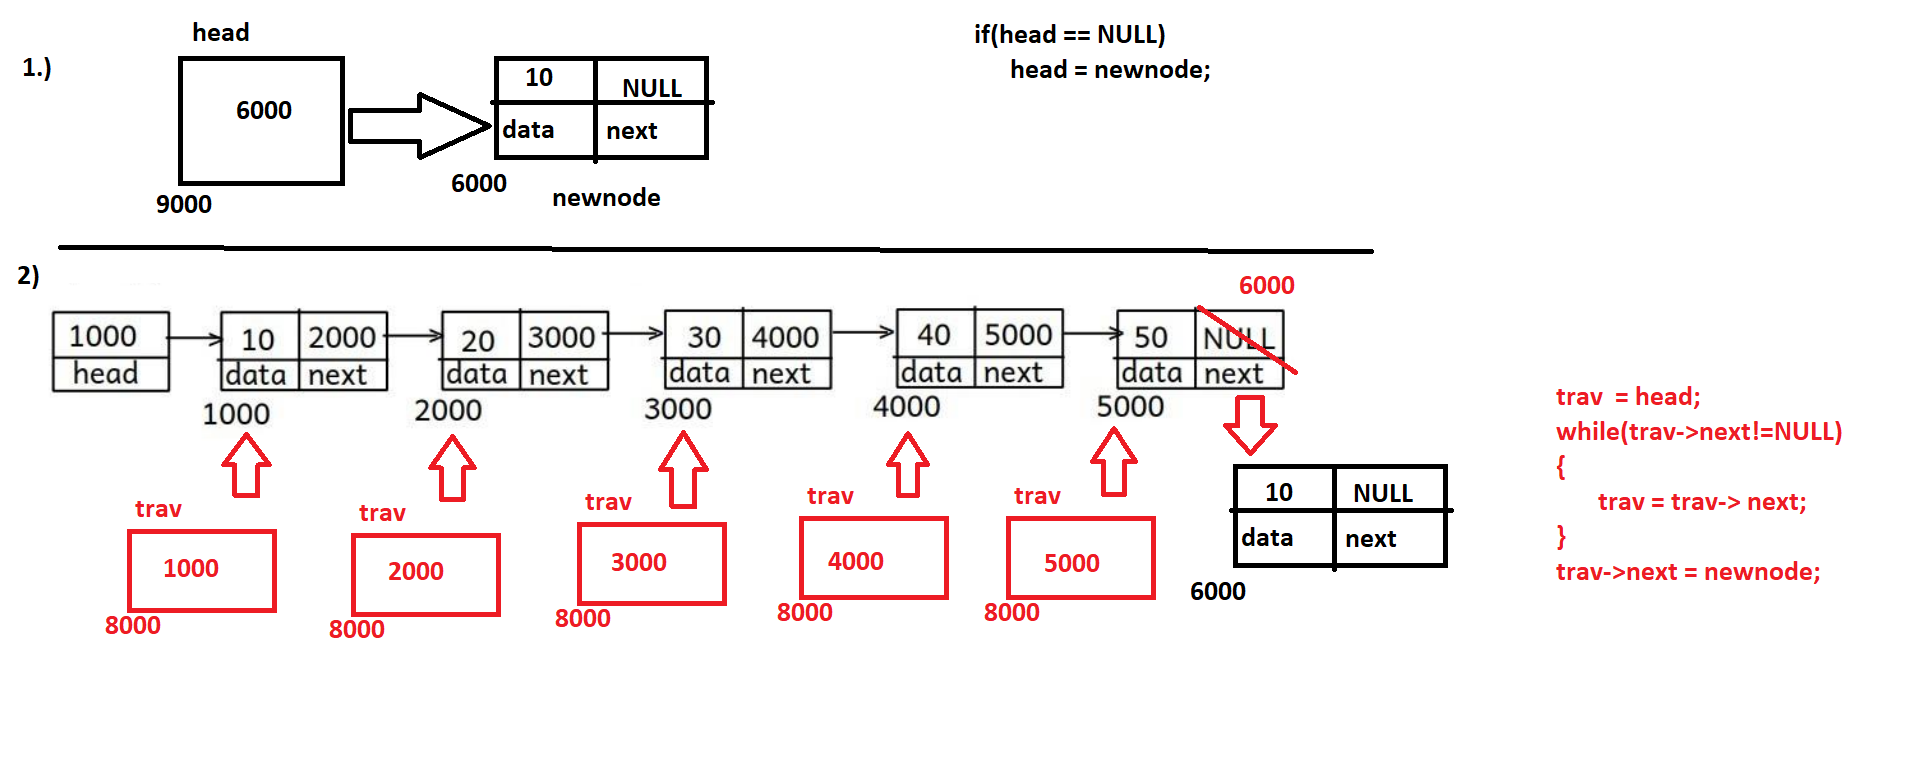 head
if(head == NULL)
head = newnode;
1.)
6000
10 NULL
data next
6000
newnode
9000
2)
6000
1000 10 2000 20 3000 30 4000 40 5000 50 NULL
head data next data next data next data next data next
1000 2000 3000 4000 5000
trav = head;
while(trav->next!=NULL)
{
trav = trav-> next;
}
trav->next = newnode;
trav trav trav trav trav
1000 2000 3000 4000 5000
8000 8000 8000 8000 8000
10 NULL
data next
6000